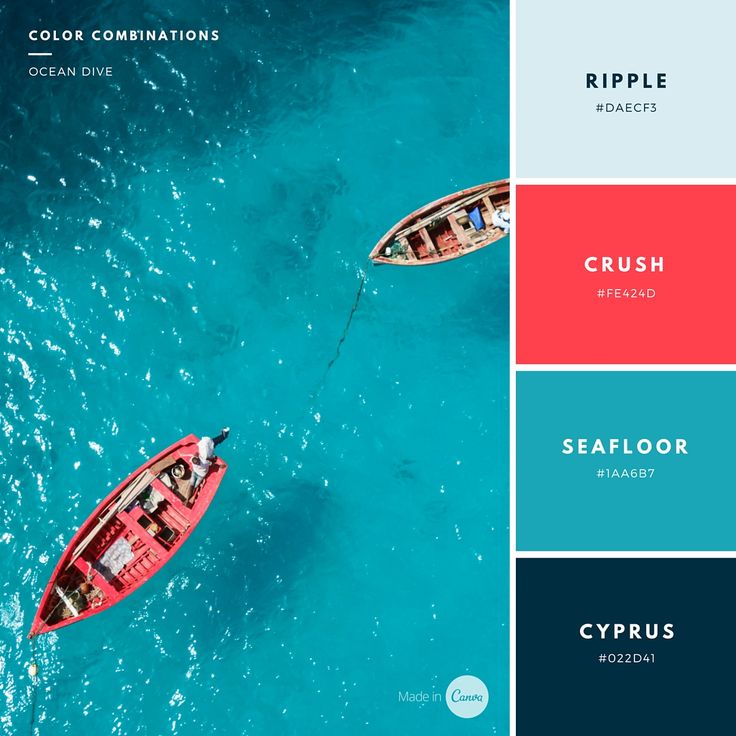 COLOR COMBINATIONS
OCEAN DIVE
RIPPLE
#DAECF3
CRUSH
#FE424D
SEAFLOOR
#1AA6B7
CYPRUS
#022D41
Made in Canva